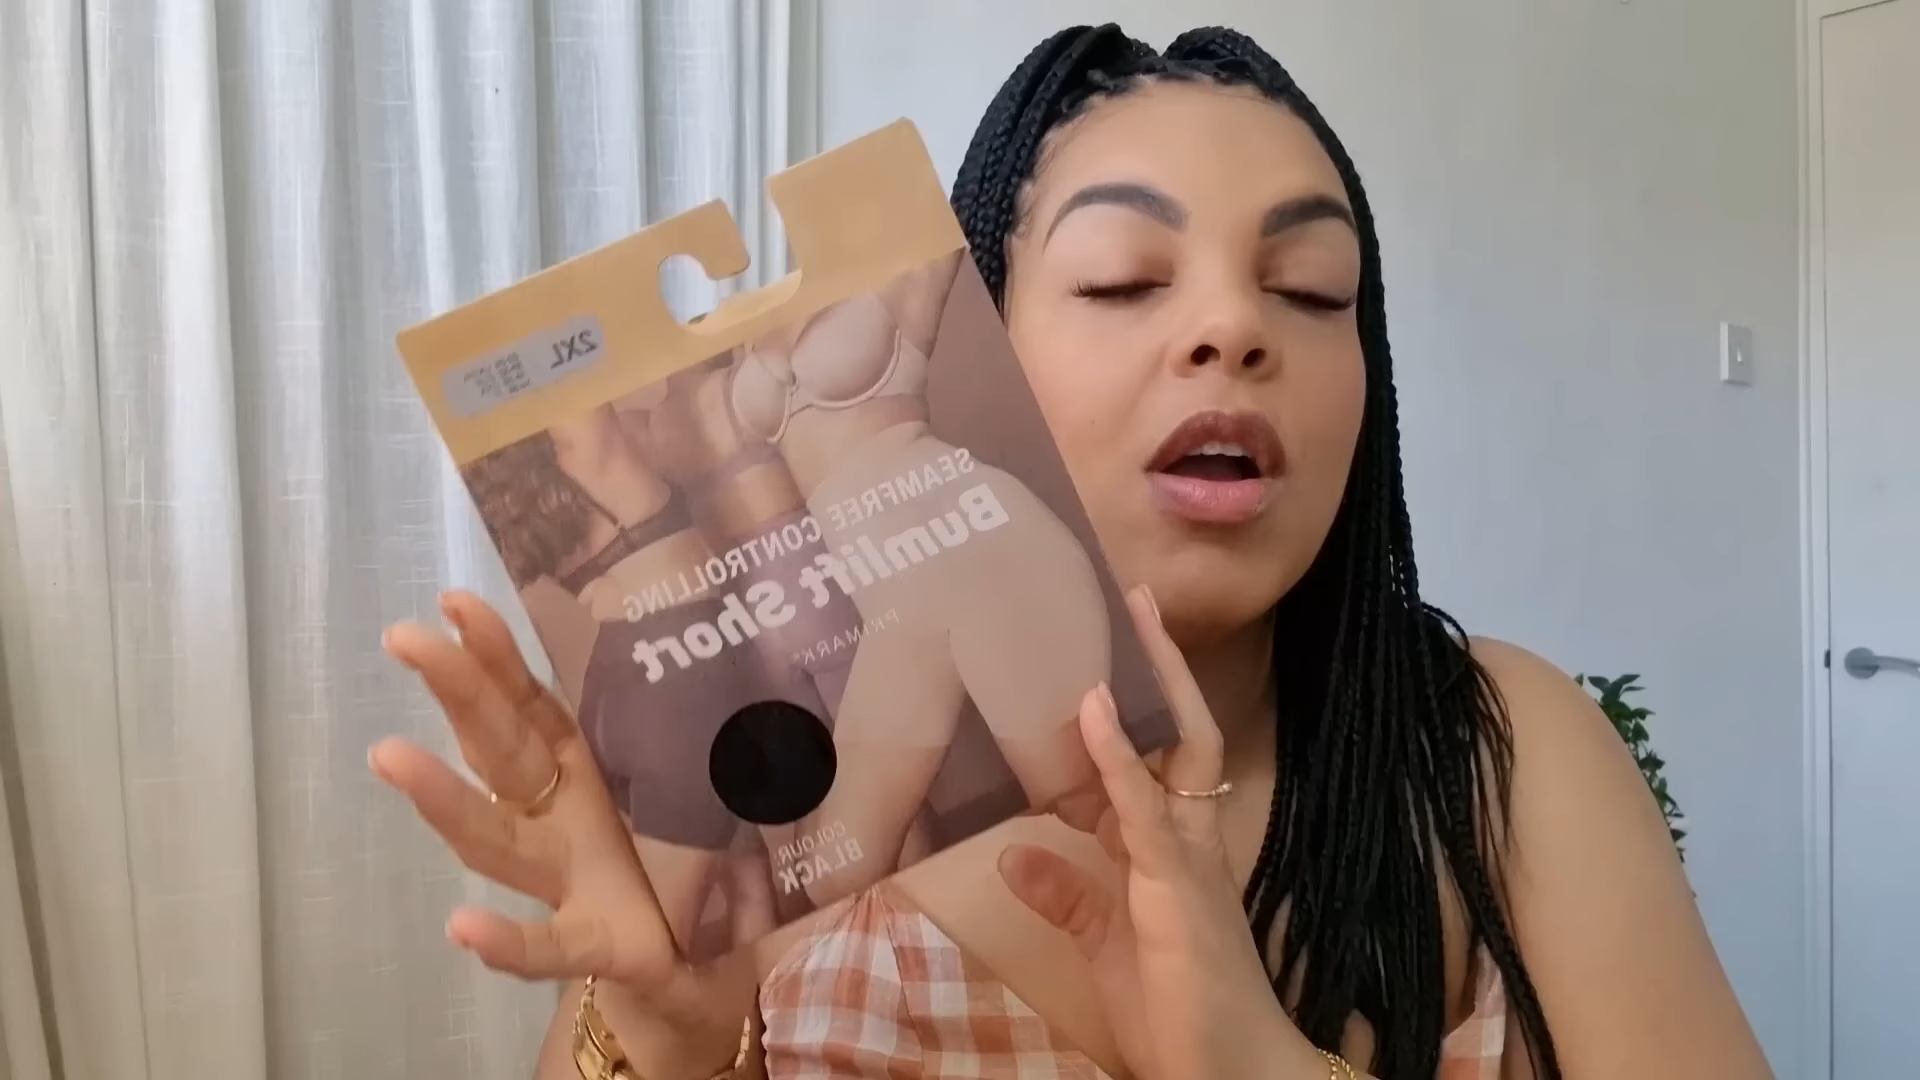 2XL
SEAMFREE CONTROLLING
Bumlift Short
PRIMARK®
COLOUR:
BLACK